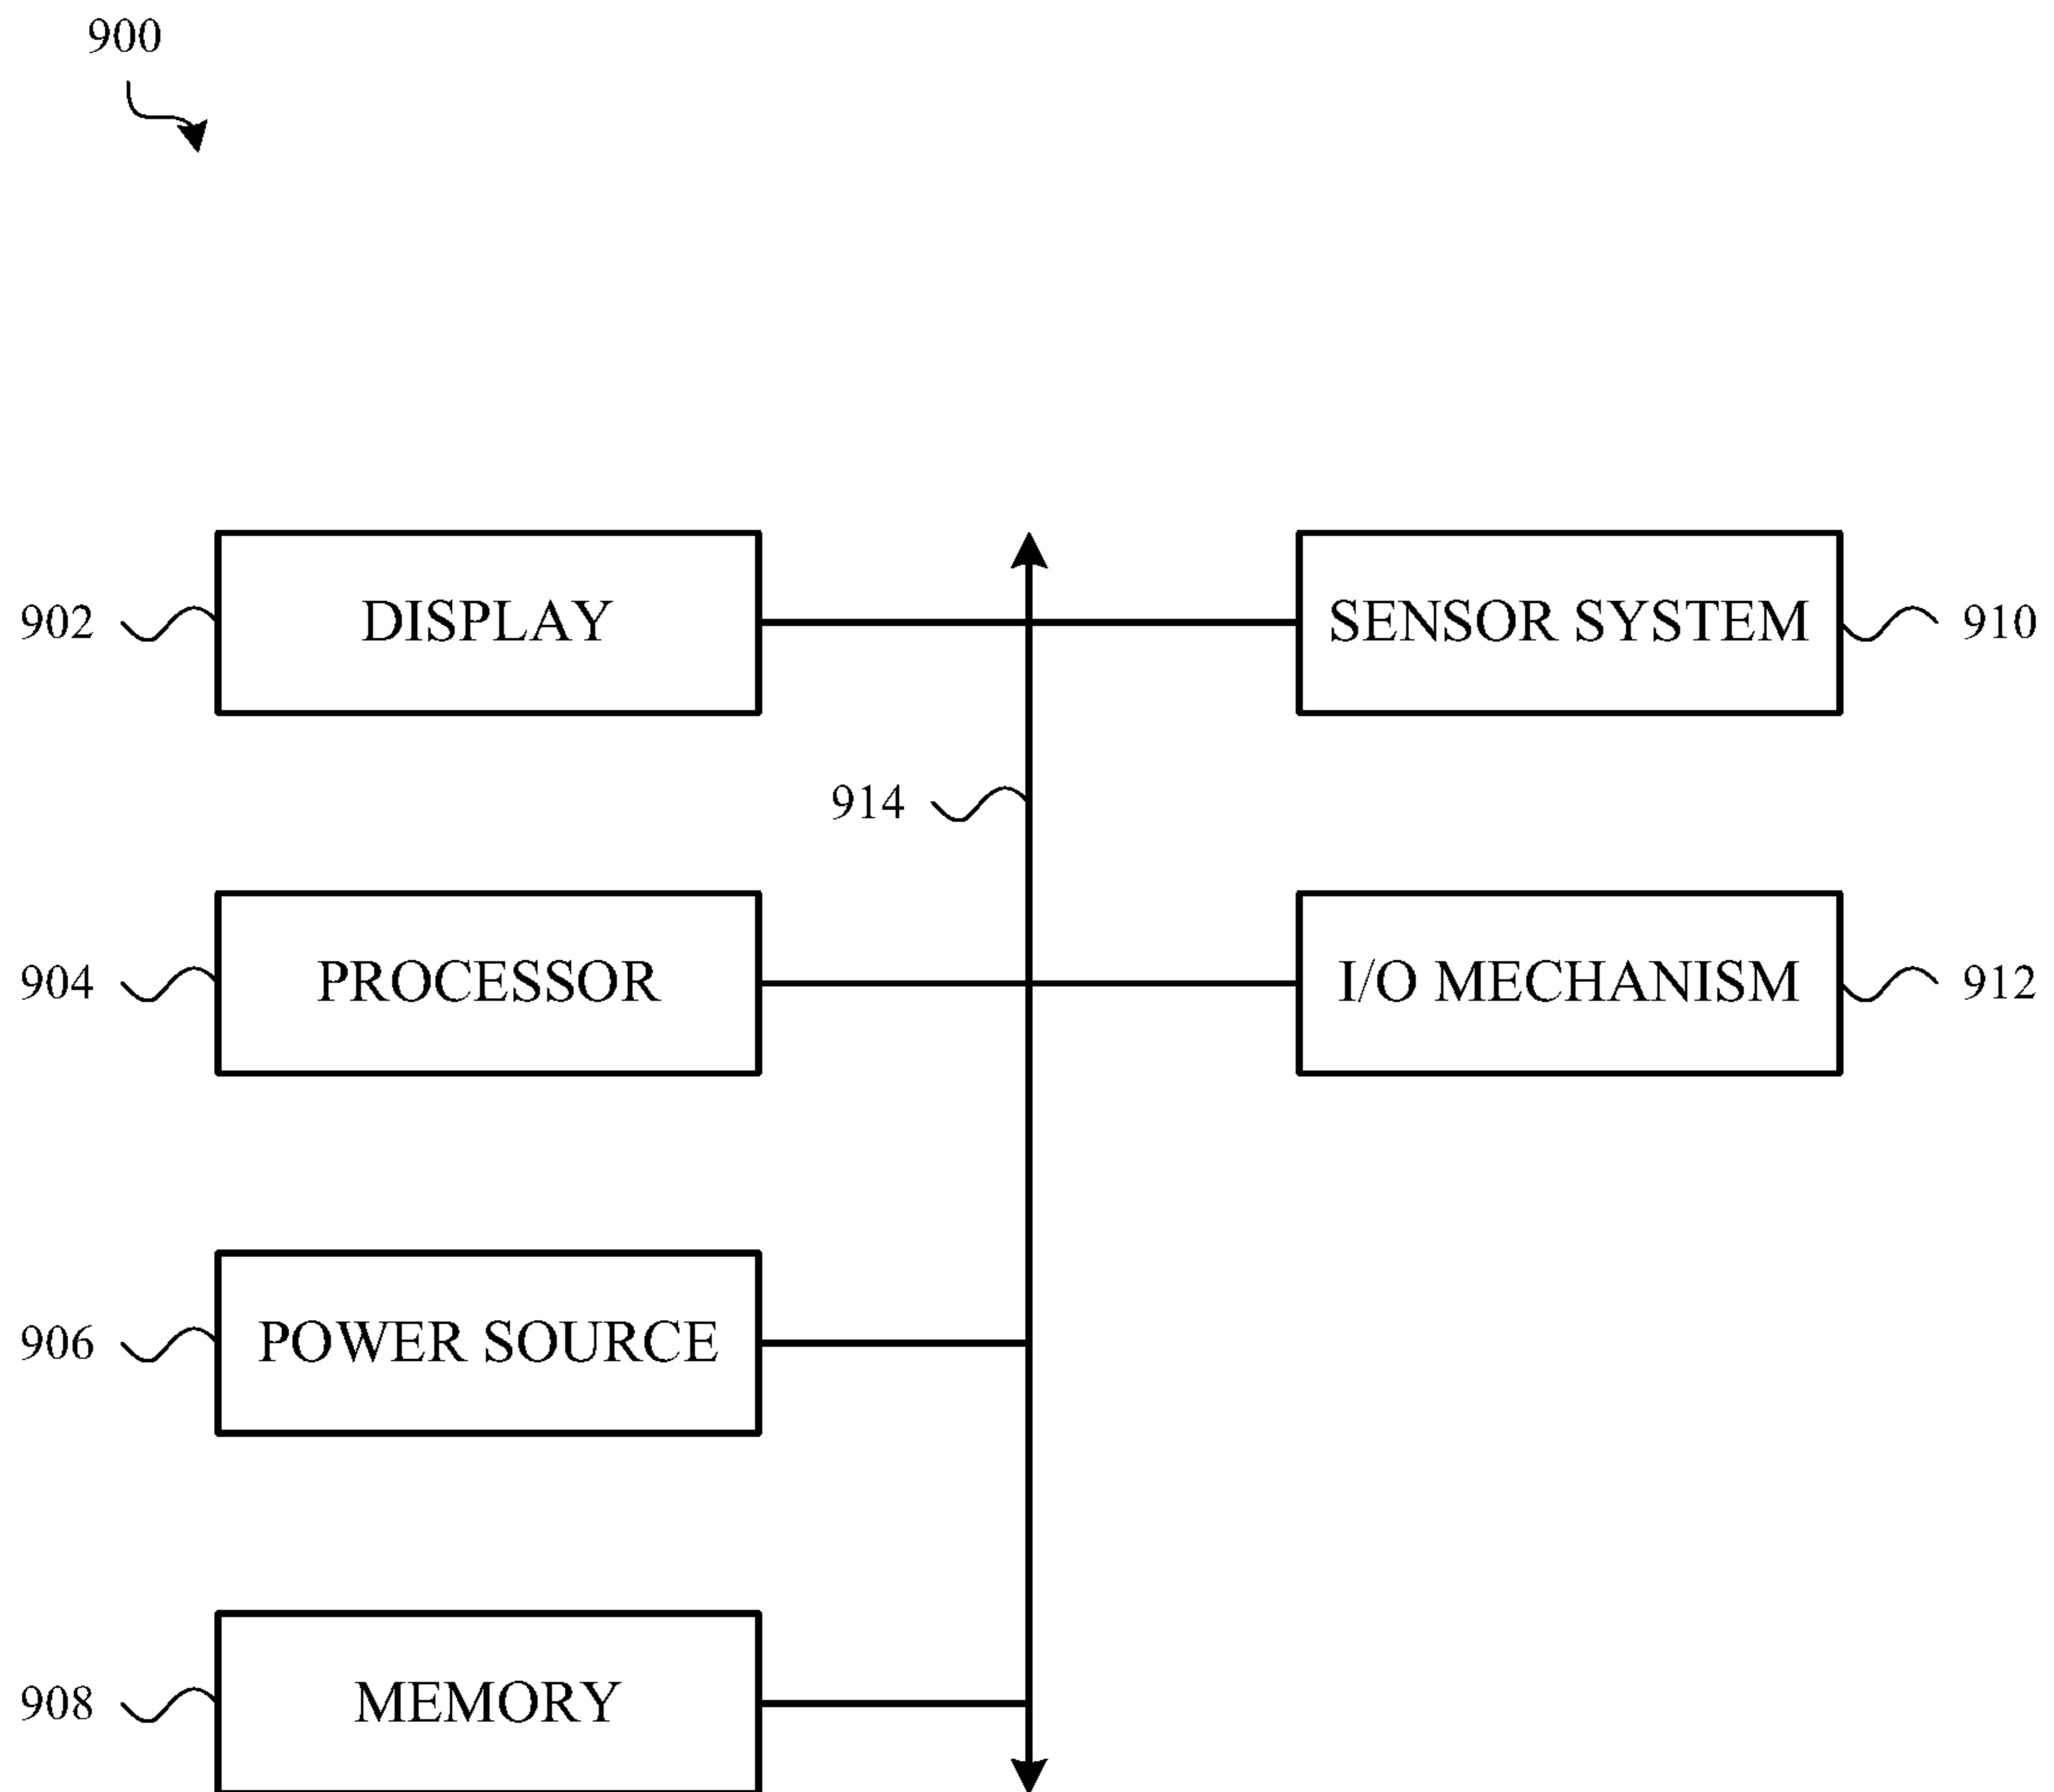 900
902
DISPLAY
SENSOR SYSTEM
910
914
904
PROCESSOR
I/O MECHANISM
912
906
POWER SOURCE
908
MEMORY